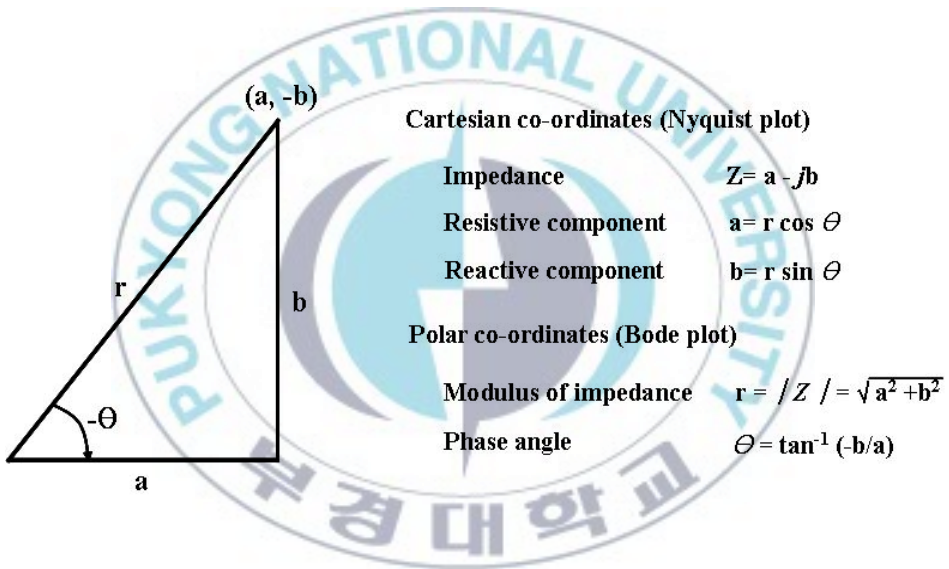 PUKYONG NATIONAL UNIVERSITY
(a, -b)
Cartesian co-ordinates (Nyquist plot)
Impedance Z= a - jb
Resistive component a= r cos θ
Reactive component b= r sin θ
r
b
Polar co-ordinates (Bode plot)
Modulus of impedance r = /Z/ = √a² +b²
-Θ
Phase angle θ = tan⁻¹ (-b/a)
a
부경대학교